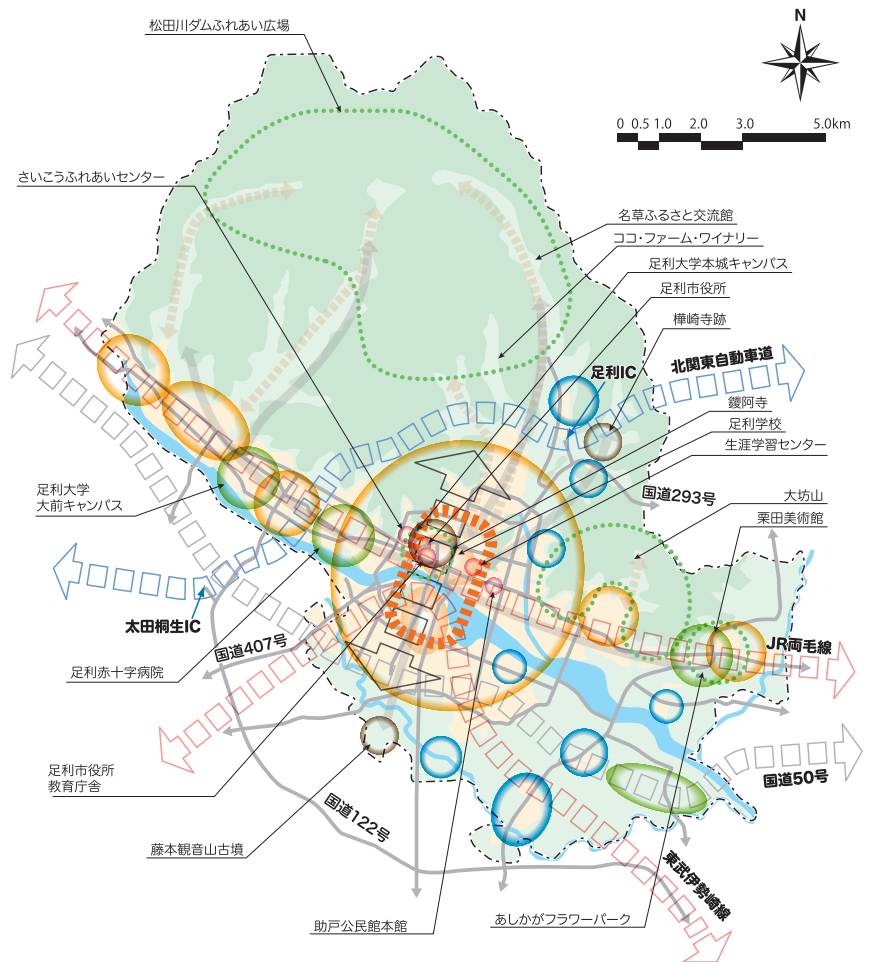 松田川ダムふれあい広場
N
0 0.5 1.0 2.0 3.0 5.0km
さいこうふれあいセンター
名草ふるさと交流館
ココ・ファーム・ワイナリー
足利大学本城キャンパス
足利市役所
樺崎寺跡
北関東自動車道
足利IC
鑁阿寺
足利学校
生涯学習センター
足利大学
大前キャンパス
国道293号
大坊山
栗田美術館
太田桐生IC
国道407号
JR両毛線
足利赤十字病院
足利市役所
教育庁舎
国道50号
国道122号
藤本観音山古墳
東武伊勢崎線
助戸公民館本館
あしかがフラワーパーク